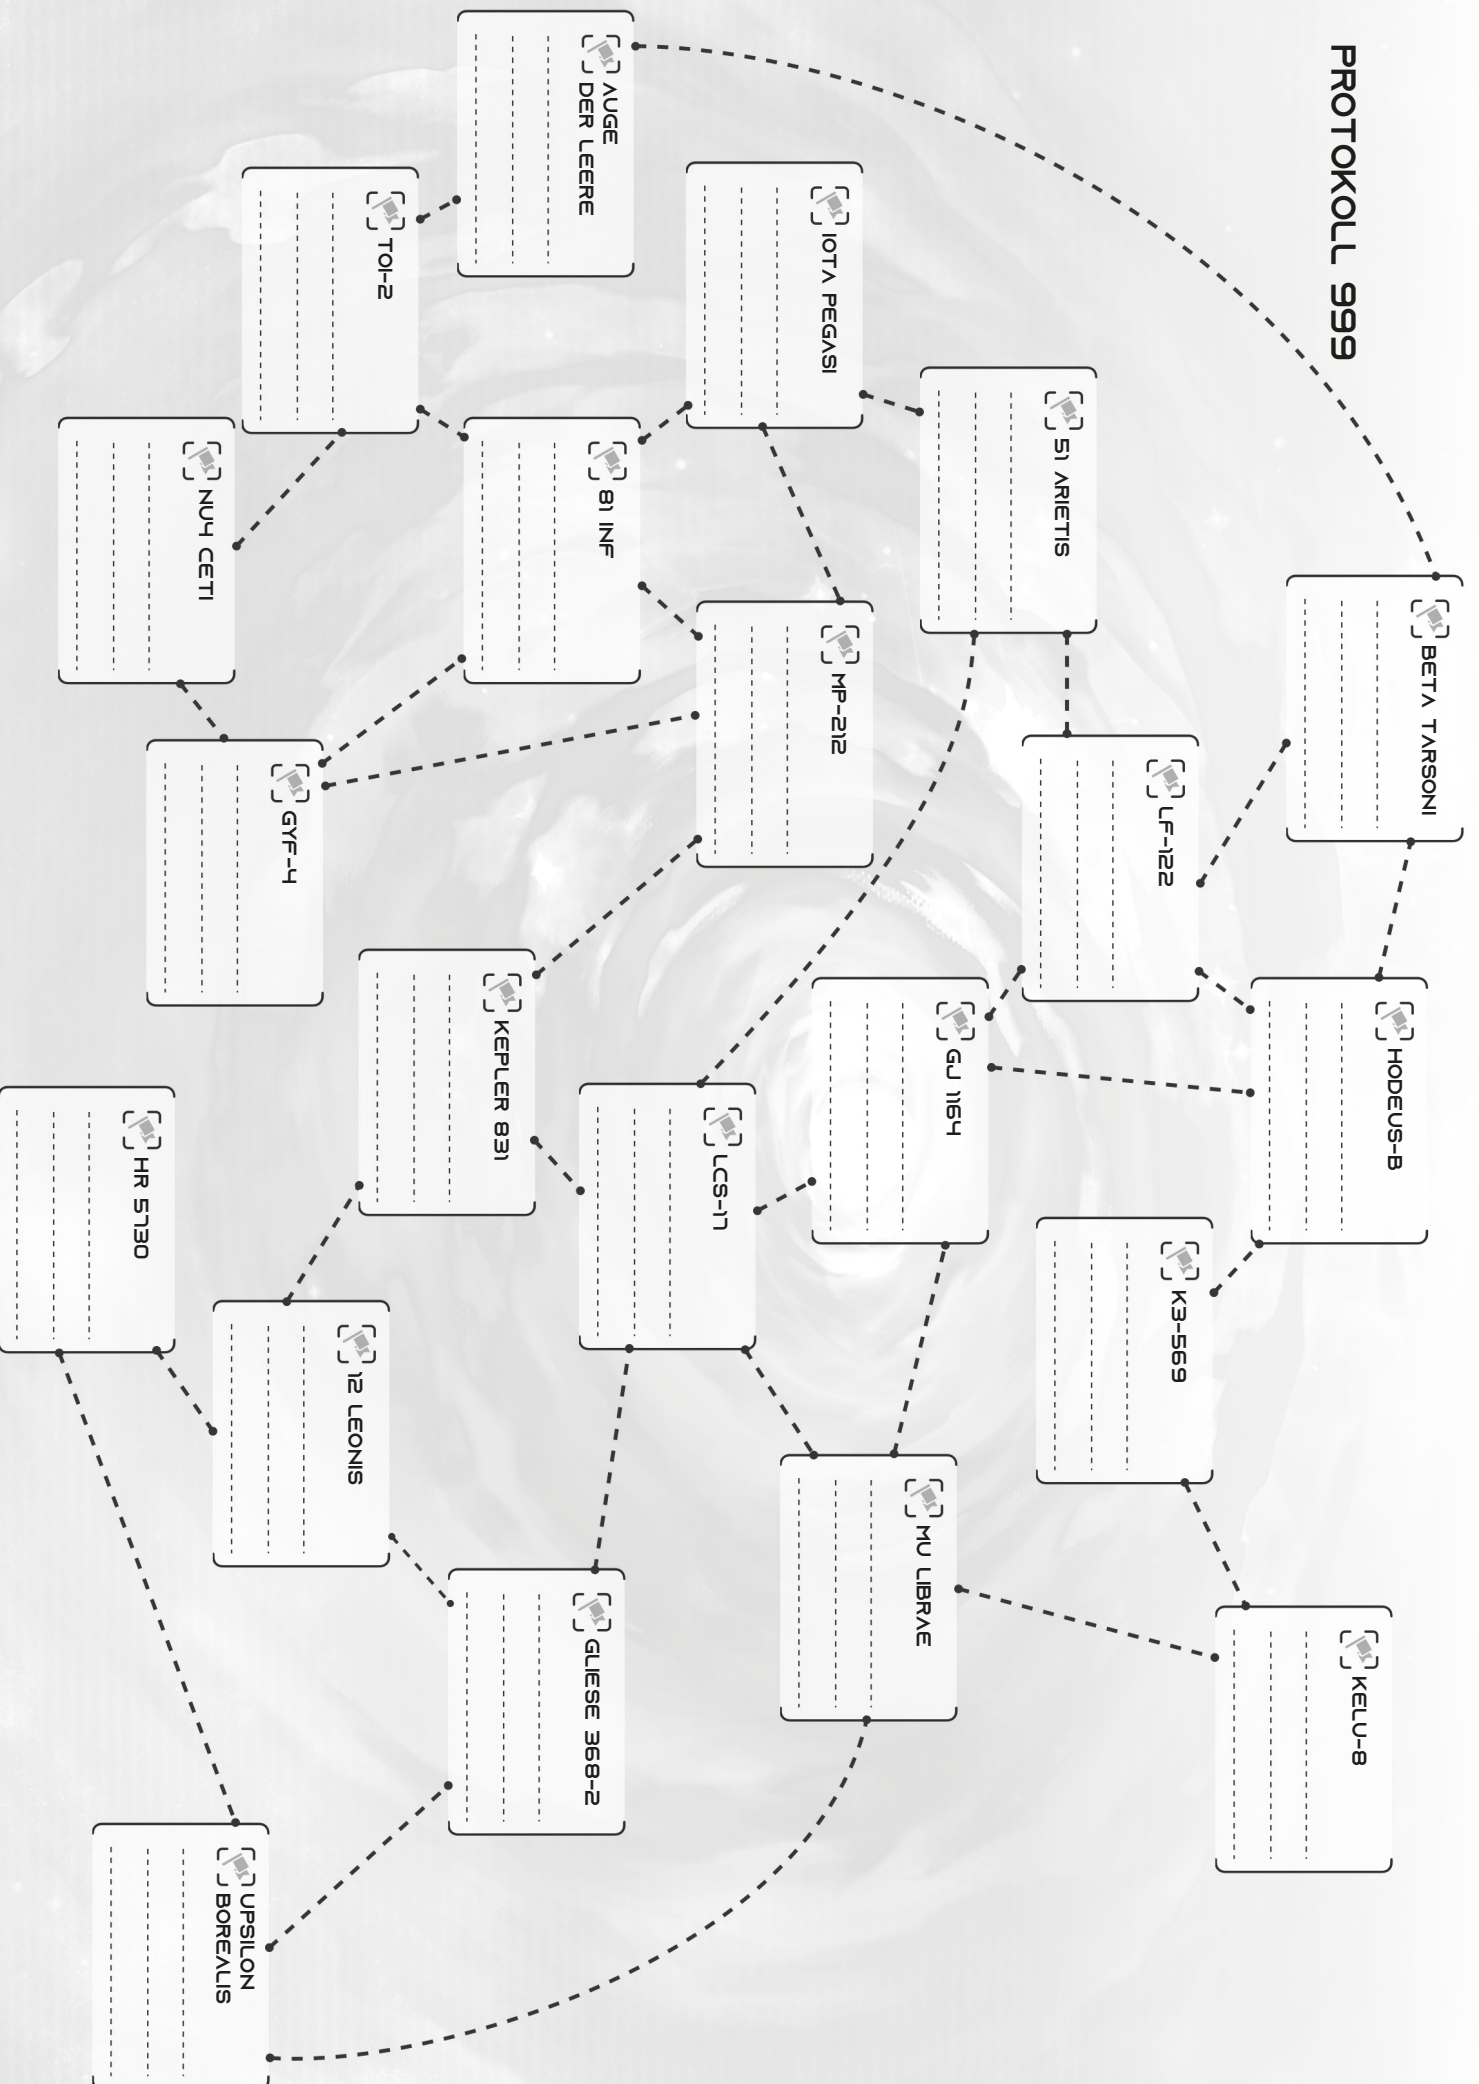 PROTOKOLL 999
BETA TARSONI
HODEUS-B
KELU-8
LF-122
K3-569
51 ARIETIS
GJ 1164
MU LIBRAE
IOTA PEGASI
MP-212
LCS-17
AUGE
DER LEERE
81 INF
KEPLER 831
GLIESE 368-2
TOI-2
GYF-4
12 LEONIS
NU4 CETI
HR 5730
UPSILON
BOREALIS